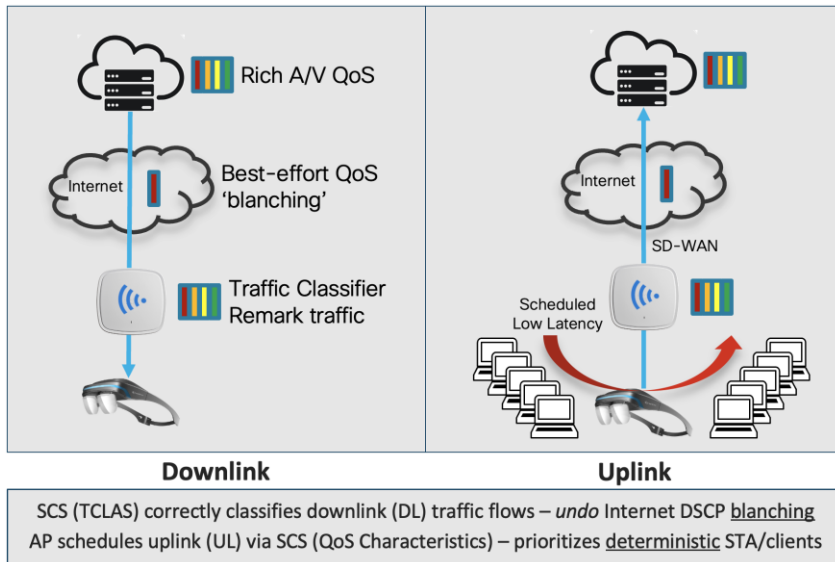 Rich A/V QoS
Internet
Best-effort QoS
‘blanching’
Traffic Classifier
Remark traffic
Downlink
Internet
SD-WAN
Scheduled
Low Latency
Uplink
SCS (TCLAS) correctly classifies downlink (DL) traffic flows – undo Internet DSCP blanching
AP schedules uplink (UL) via SCS (QoS Characteristics) – prioritizes deterministic STA/clients